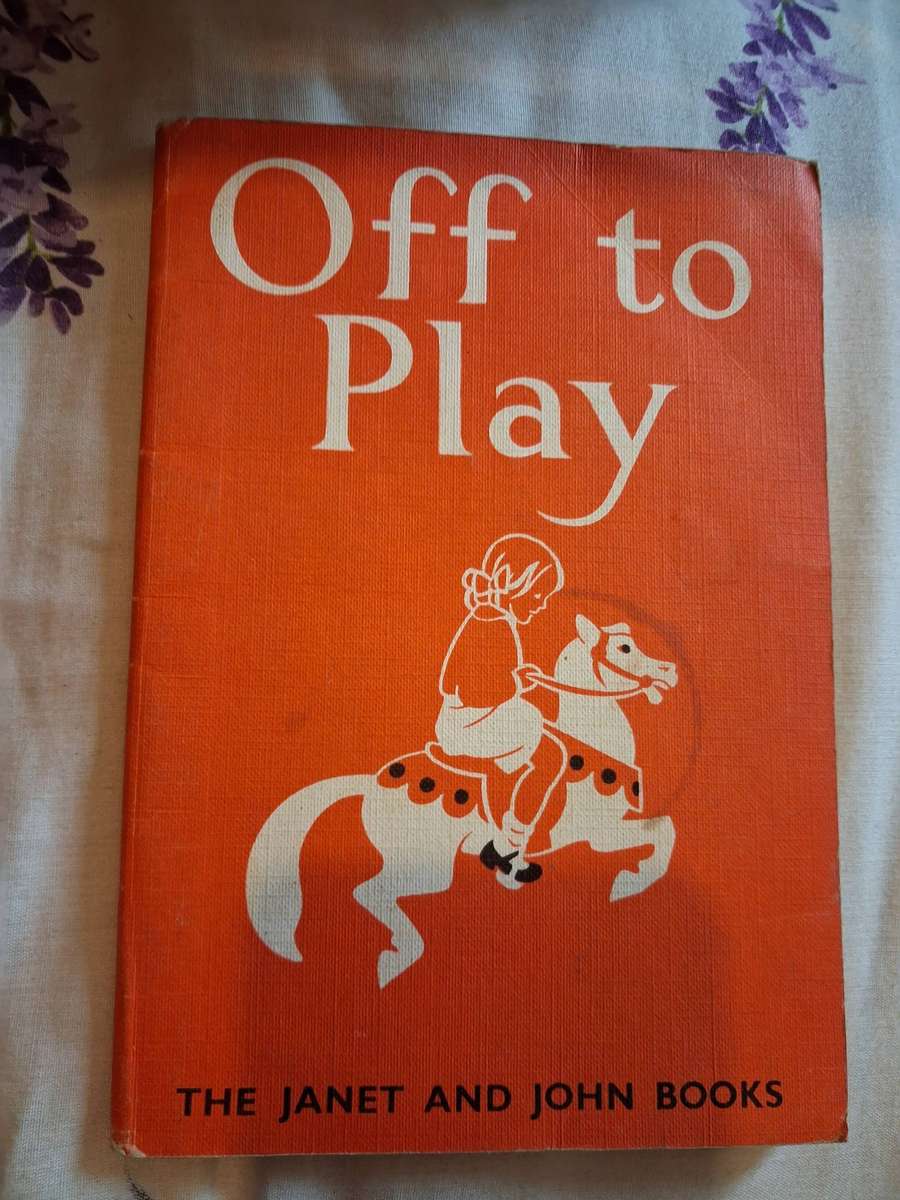 Off to
Play
THE JANET AND JOHN BOOKS